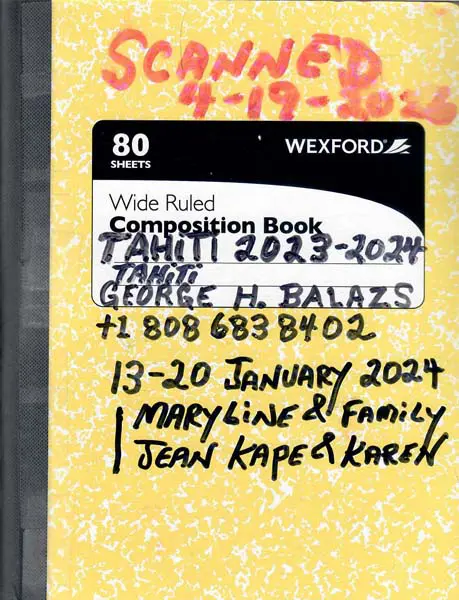 SCANNED
4-19-2026
80
SHEETS
WEXFORD®
Wide Ruled
Composition Book
TAHITI 2023-2024
TAHITI
GEORGE H. BALAZS
+1 808 683 8402
13-20 JANUARY 2024
MARYLINE & FAMILY
JEAN KAPE & KAREN